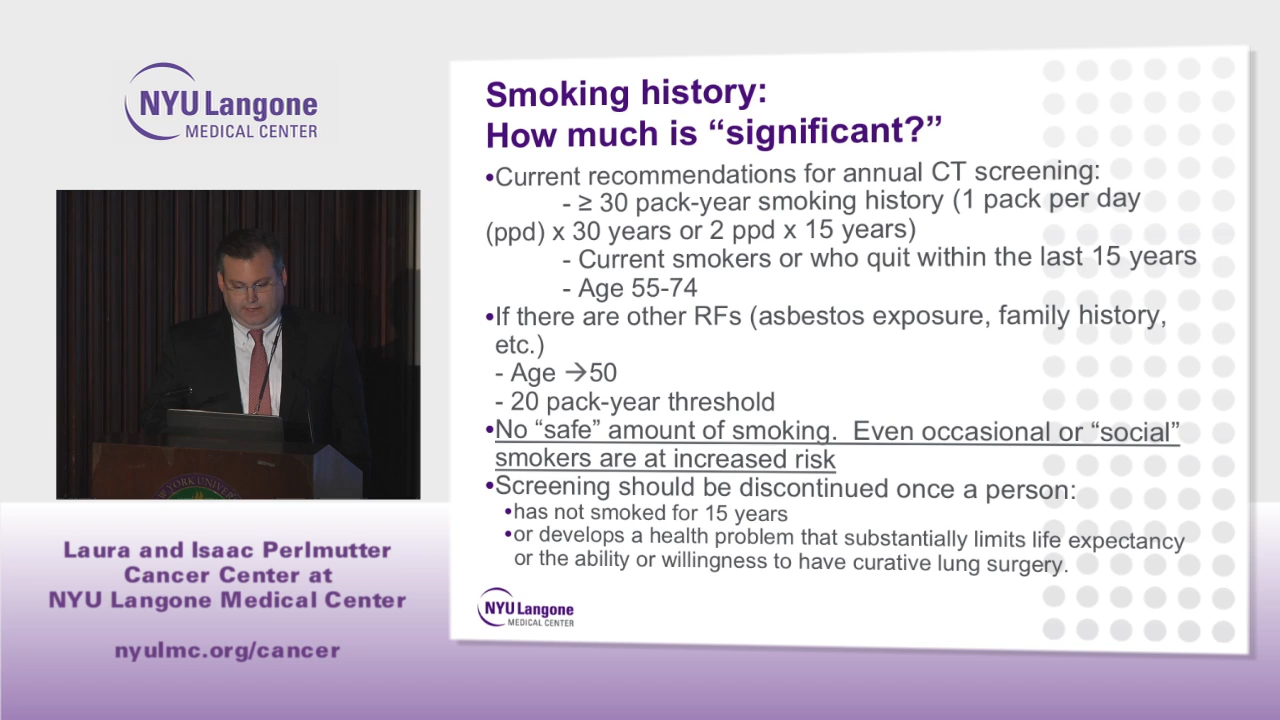 NYU Langone
MEDICAL CENTER
Laura and Isaac Perlmutter
Cancer Center at
NYU Langone Medical Center
nyulmc.org/cancer
Smoking history:
How much is “significant?”
•Current recommendations for annual CT screening:
- ≥ 30 pack-year smoking history (1 pack per day
(ppd) x 30 years or 2 ppd x 15 years)
- Current smokers or who quit within the last 15 years
- Age 55-74
•If there are other RFs (asbestos exposure, family history,
etc.)
- Age →50
- 20 pack-year threshold
•No “safe” amount of smoking.  Even occasional or “social”
smokers are at increased risk
•Screening should be discontinued once a person:
•has not smoked for 15 years
•or develops a health problem that substantially limits life expectancy
or the ability or willingness to have curative lung surgery.
NYU Langone
MEDICAL CENTER